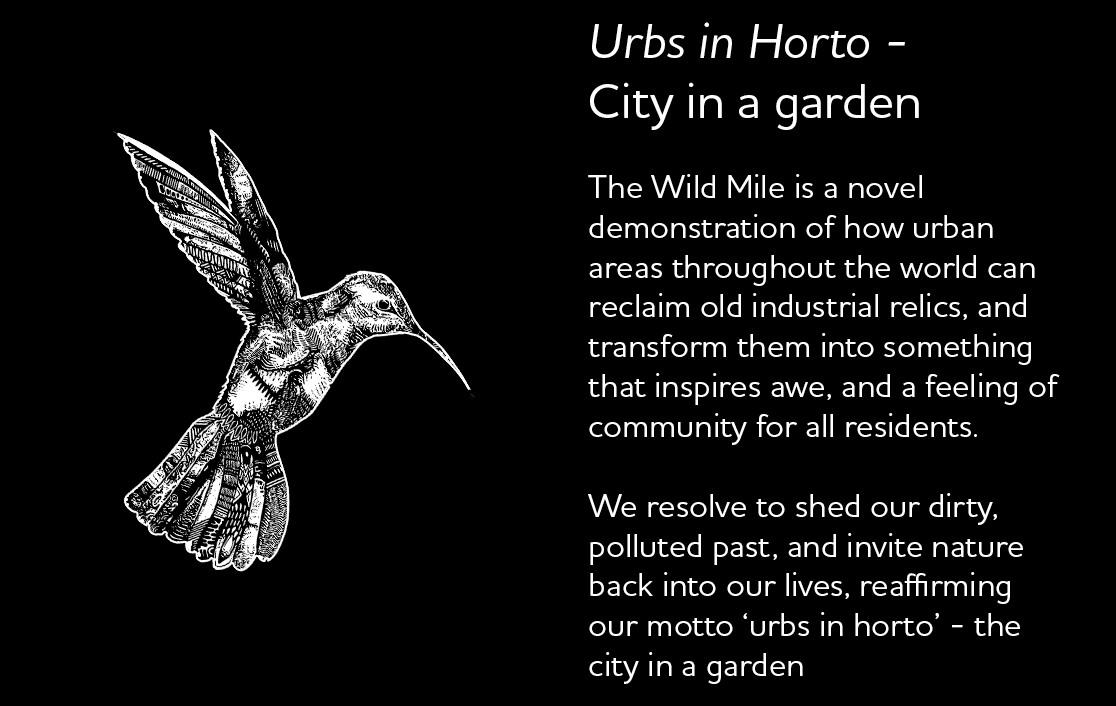 Urbs in Horto -
City in a garden
The Wild Mile is a novel
demonstration of how urban
areas throughout the world can
reclaim old industrial relics, and
transform them into something
that inspires awe, and a feeling of
community for all residents.
We resolve to shed our dirty,
polluted past, and invite nature
back into our lives, reaffirming
our motto ‘urbs in horto’ - the
city in a garden